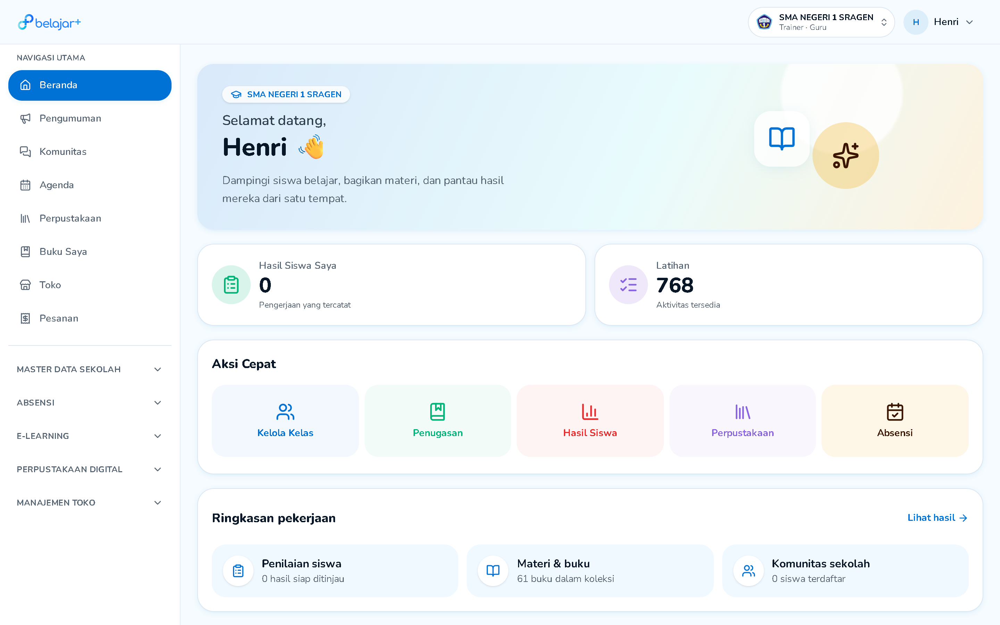 belajar+
SMA NEGERI 1 SRAGEN
Trainer · Guru
H
Henri
NAVIGASI UTAMA
Beranda
Pengumuman
Komunitas
Agenda
Perpustakaan
Buku Saya
Toko
Pesanan
MASTER DATA SEKOLAH
ABSENSI
E-LEARNING
PERPUSTAKAAN DIGITAL
MANAJEMEN TOKO
SMA NEGERI 1 SRAGEN
Selamat datang,
Henri 👋
Dampingi siswa belajar, bagikan materi, dan pantau hasil
mereka dari satu tempat.
Hasil Siswa Saya
0
Pengerjaan yang tercatat
Latihan
768
Aktivitas tersedia
Aksi Cepat
Kelola Kelas
Penugasan
Hasil Siswa
Perpustakaan
Absensi
Ringkasan pekerjaan
Lihat hasil
Penilaian siswa
0 hasil siap ditinjau
Materi & buku
61 buku dalam koleksi
Komunitas sekolah
0 siswa terdaftar